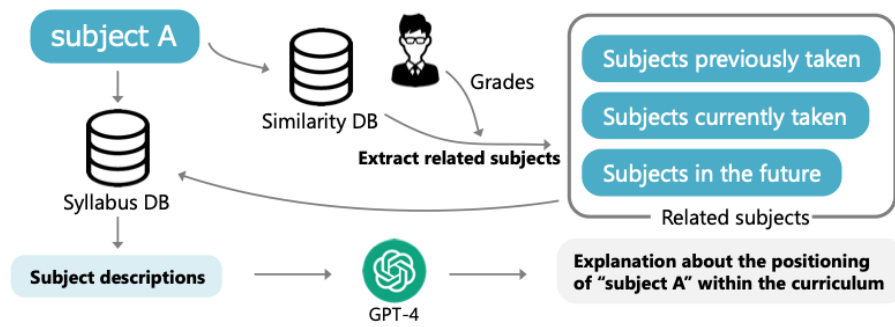 subject A
Similarity DB
Grades
Extract related subjects
Subjects previously taken
Subjects currently taken
Subjects in the future
Related subjects
Syllabus DB
Subject descriptions
GPT-4
Explanation about the positioning
of “subject A” within the curriculum